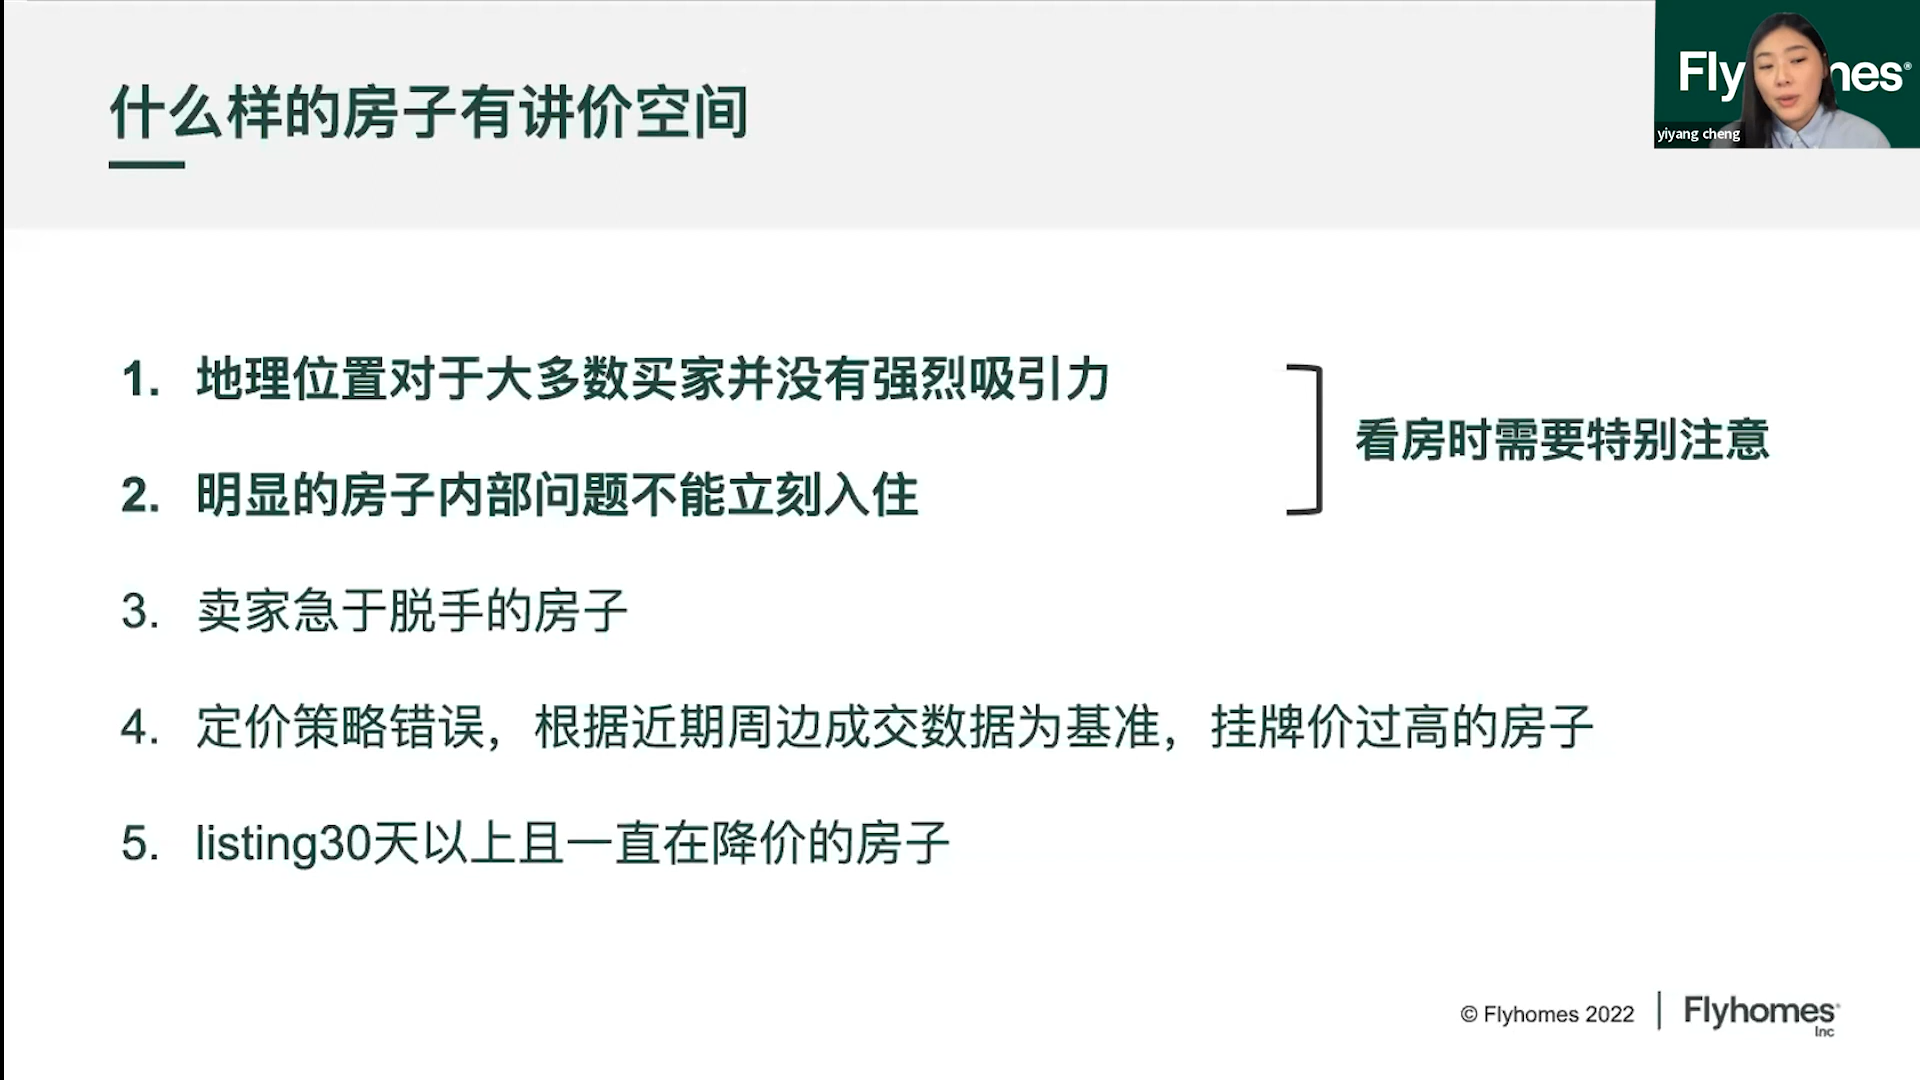 什么样的房子有讲价空间
Fly mes®
yiyang cheng
1. 地理位置对于大多数买家并没有强烈吸引力
2. 明显的房子内部问题不能立刻入住
看房时需要特别注意
3. 卖家急于脱手的房子
4. 定价策略错误，根据近期周边成交数据为基准，挂牌价过高的房子
5. listing30天以上且一直在降价的房子
© Flyhomes 2022
Flyhomes
Inc